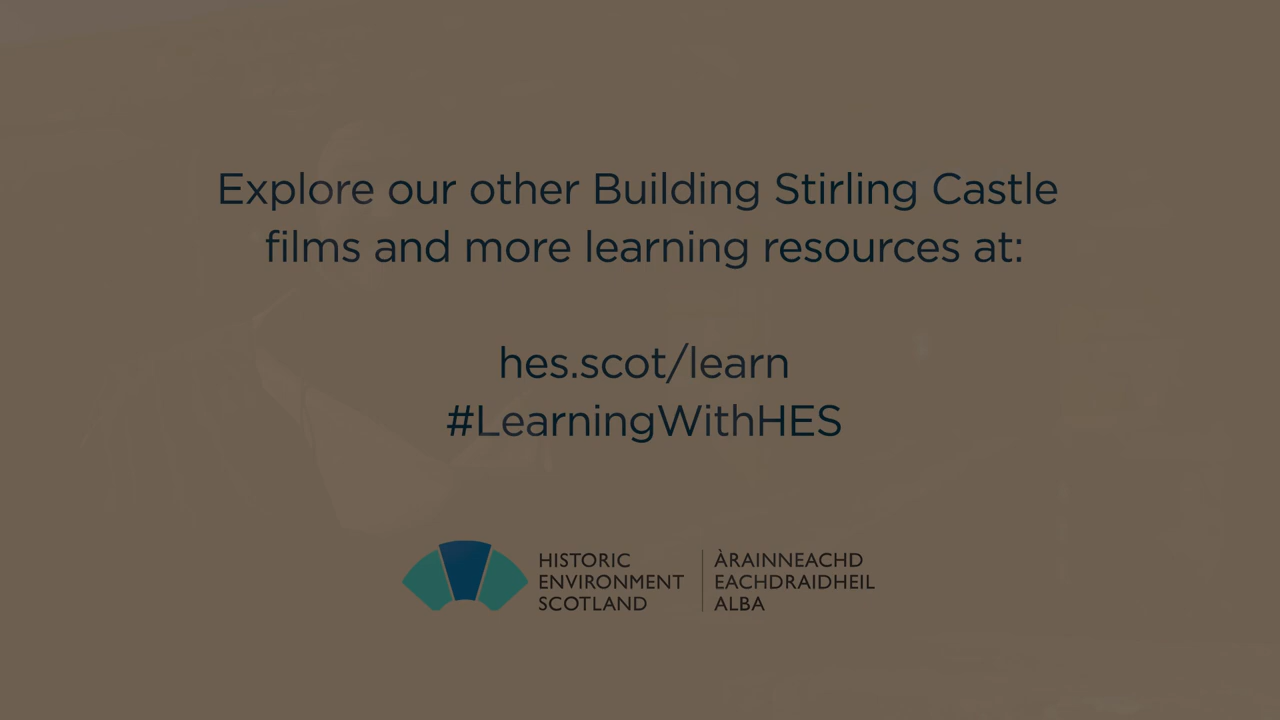 Explore our other Building Stirling Castle
films and more learning resources at:
hes.scot/learn
#LearningWithHES
HISTORIC
ENVIRONMENT
SCOTLAND
ÀRAINNEACHD
EACHDRAIDHEIL
ALBA